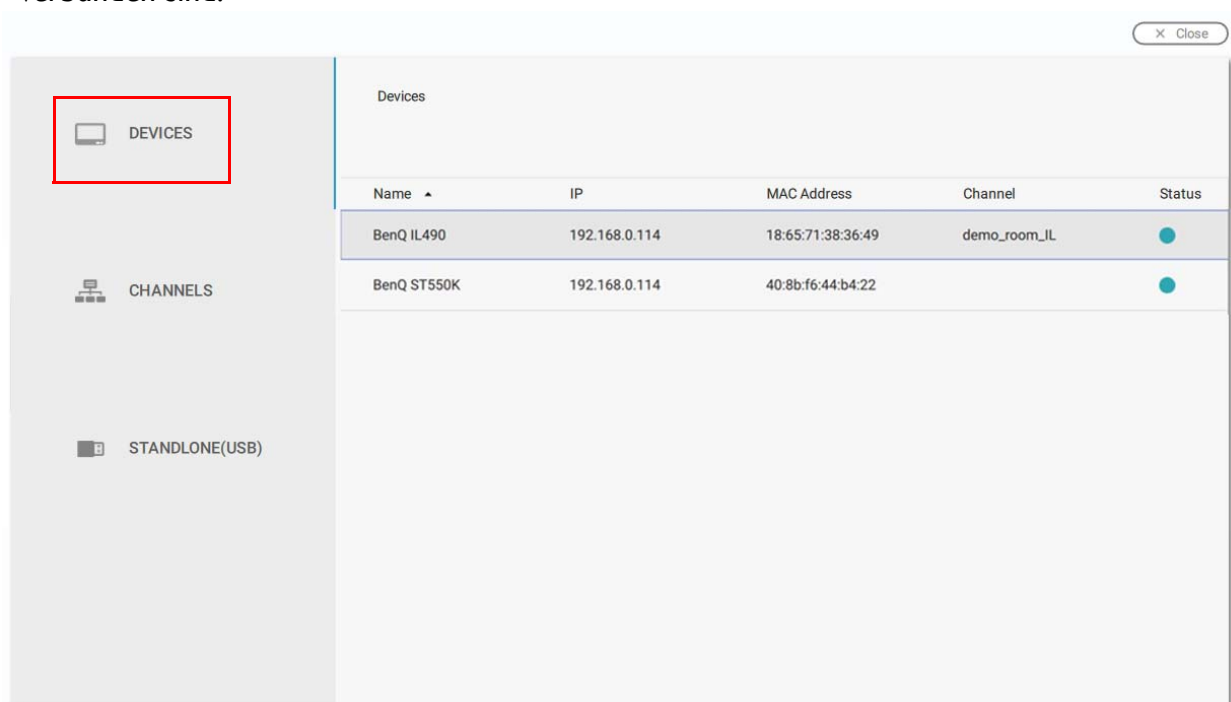 × Close
DEVICES
CHANNELS
STANDLONE(USB)
Devices
Name IP MAC Address Channel Status
BenQ IL490 192.168.0.114 18:65:71:38:36:49 demo_room_IL
BenQ ST550K 192.168.0.114 40:8b:f6:44:b4:22